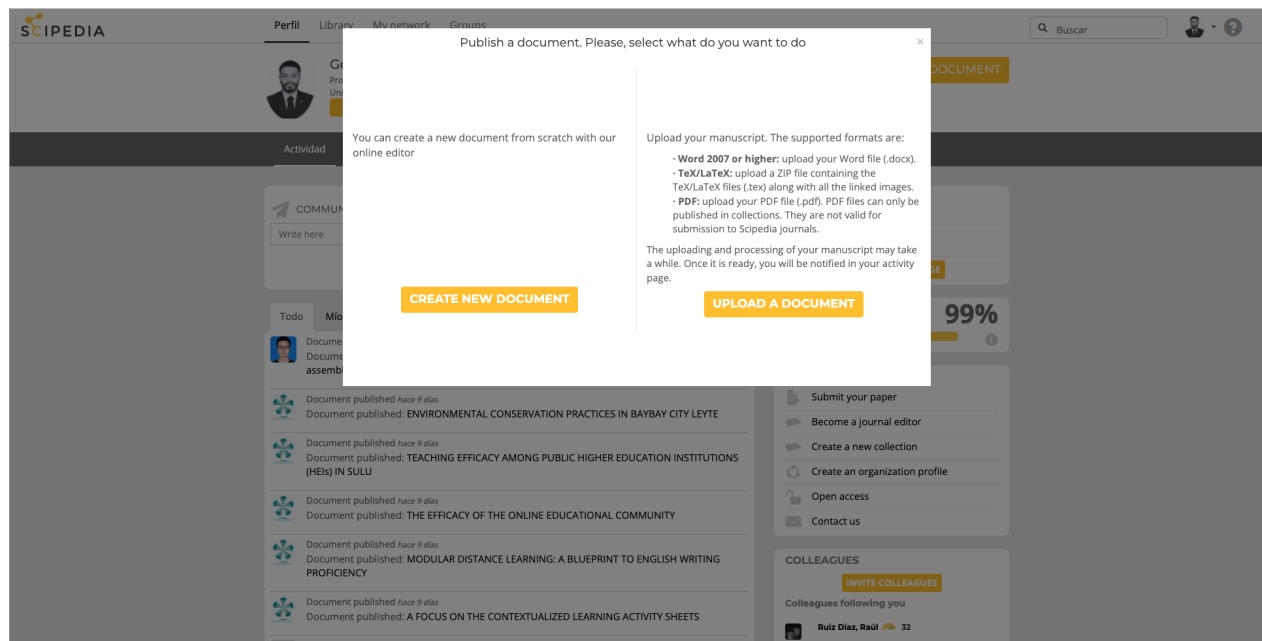 SCIPEDIA
Perfil Library My network Groups
Buscar
Publish a document. Please, select what do you want to do ×
DOCUMENT
You can create a new document from scratch with our
online editor
CREATE NEW DOCUMENT
Upload your manuscript. The supported formats are:
· Word 2007 or higher: upload your Word file (.docx).
· TeX/LaTeX: upload a ZIP file containing the
TeX/LaTeX files (.tex) along with all the linked images.
· PDF: upload your PDF file (.pdf). PDF files can only be
published in collections. They are not valid for
submission to Scipedia journals.
The uploading and processing of your manuscript may take
a while. Once it is ready, you will be notified in your activity
page.
UPLOAD A DOCUMENT
Actividad
Write here
99%
Todo
Document published hace 9 días
Document published: ENVIRONMENTAL CONSERVATION PRACTICES IN BAYBAY CITY LEYTE
Document published hace 9 días
Document published: TEACHING EFFICACY AMONG PUBLIC HIGHER EDUCATION INSTITUTIONS
(HEIs) IN SULU
Document published hace 9 días
Document published: THE EFFICACY OF THE ONLINE EDUCATIONAL COMMUNITY
Document published hace 9 días
Document published: MODULAR DISTANCE LEARNING: A BLUEPRINT TO ENGLISH WRITING
PROFICIENCY
Document published hace 9 días
Document published: A FOCUS ON THE CONTEXTUALIZED LEARNING ACTIVITY SHEETS
Submit your paper
Become a journal editor
Create a new collection
Create an organization profile
Open access
Contact us
COLLEAGUES
INVITE COLLEAGUES
Colleagues following you
Ruiz Díaz, Raúl 32